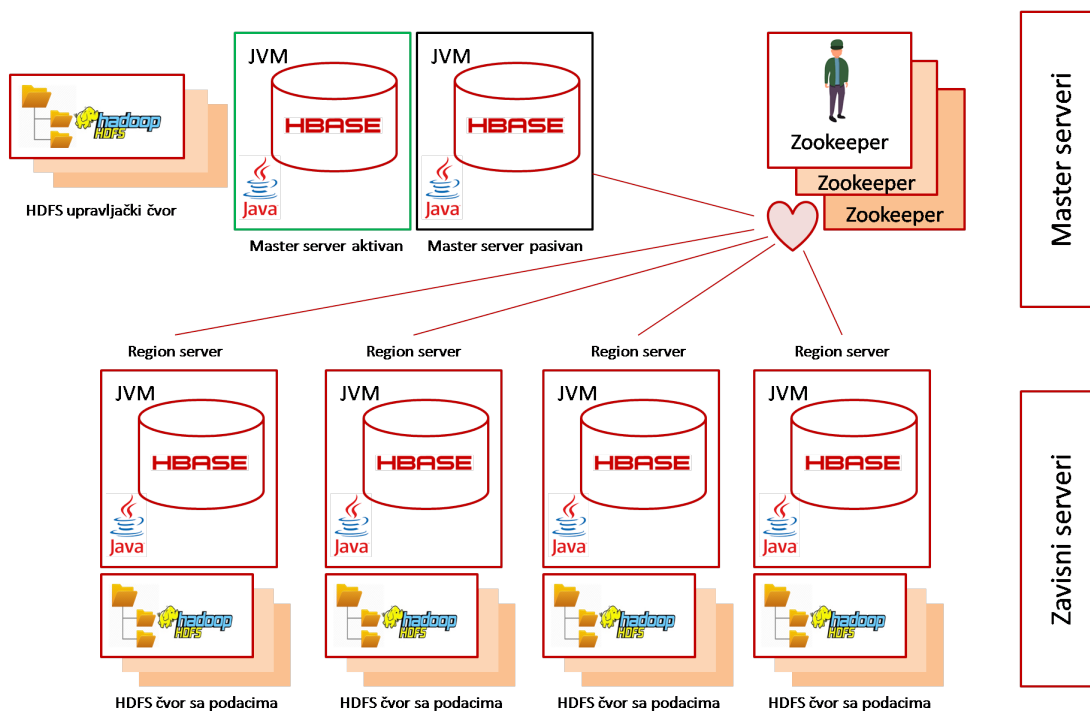 JVM
HBASE
Java
Master server aktivan
JVM
HBASE
Java
Master server pasivan
hadoop
HDFS
HDFS upravljački čvor
Zookeeper
Zookeeper
Zookeeper
Master serveri
Region server
Region server
Region server
Region server
JVM
HBASE
Java
JVM
HBASE
Java
JVM
HBASE
Java
JVM
HBASE
Java
hadoop
HDFS
hadoop
HDFS
hadoop
HDFS
hadoop
HDFS
HDFS čvor sa podacima
HDFS čvor sa podacima
HDFS čvor sa podacima
HDFS čvor sa podacima
Zavisni serveri